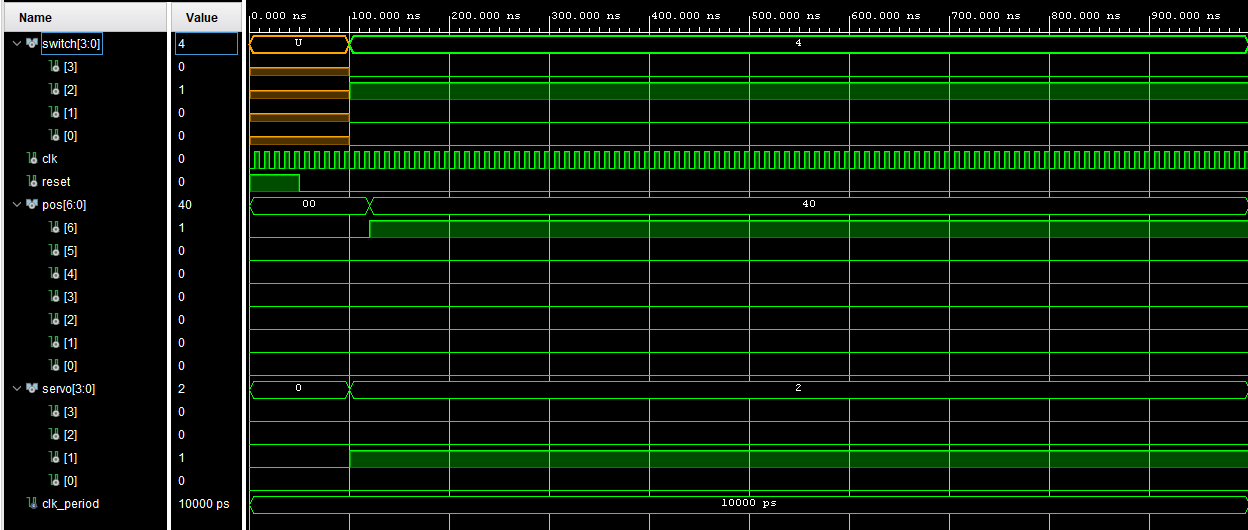 Name Value 0.000 ns 100.000 ns 200.000 ns 300.000 ns 400.000 ns 500.000 ns 600.000 ns 700.000 ns 800.000 ns 900.000 ns
switch[3:0] 4 U 4
[3] 0
[2] 1
[1] 0
[0] 0
clk 0
reset 0
pos[6:0] 40 00 40
[6] 1
[5] 0
[4] 0
[3] 0
[2] 0
[1] 0
[0] 0
servo[3:0] 2 0 2
[3] 0
[2] 0
[1] 1
[0] 0
clk_period 10000 ps 10000 ps